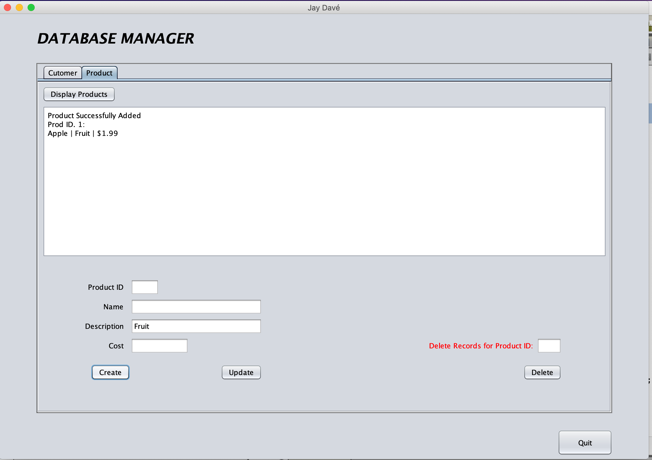 Jay Davé
DATABASE MANAGER
Cutomer Product
Display Products
Product Successfully Added
Prod ID. 1:
Apple | Fruit | $1.99
Product ID
Name
Description Fruit
Cost
Delete Records for Product ID:
Create Update Delete
Quit